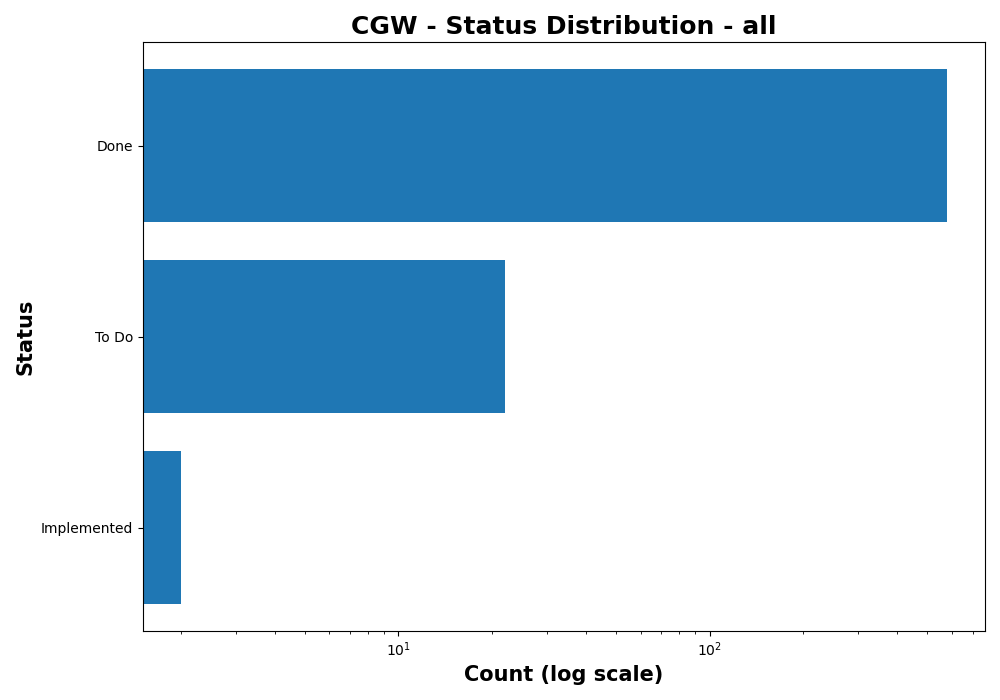 CGW - Status Distribution - all
Status
Done
To Do
Implemented
10¹
10²
Count (log scale)